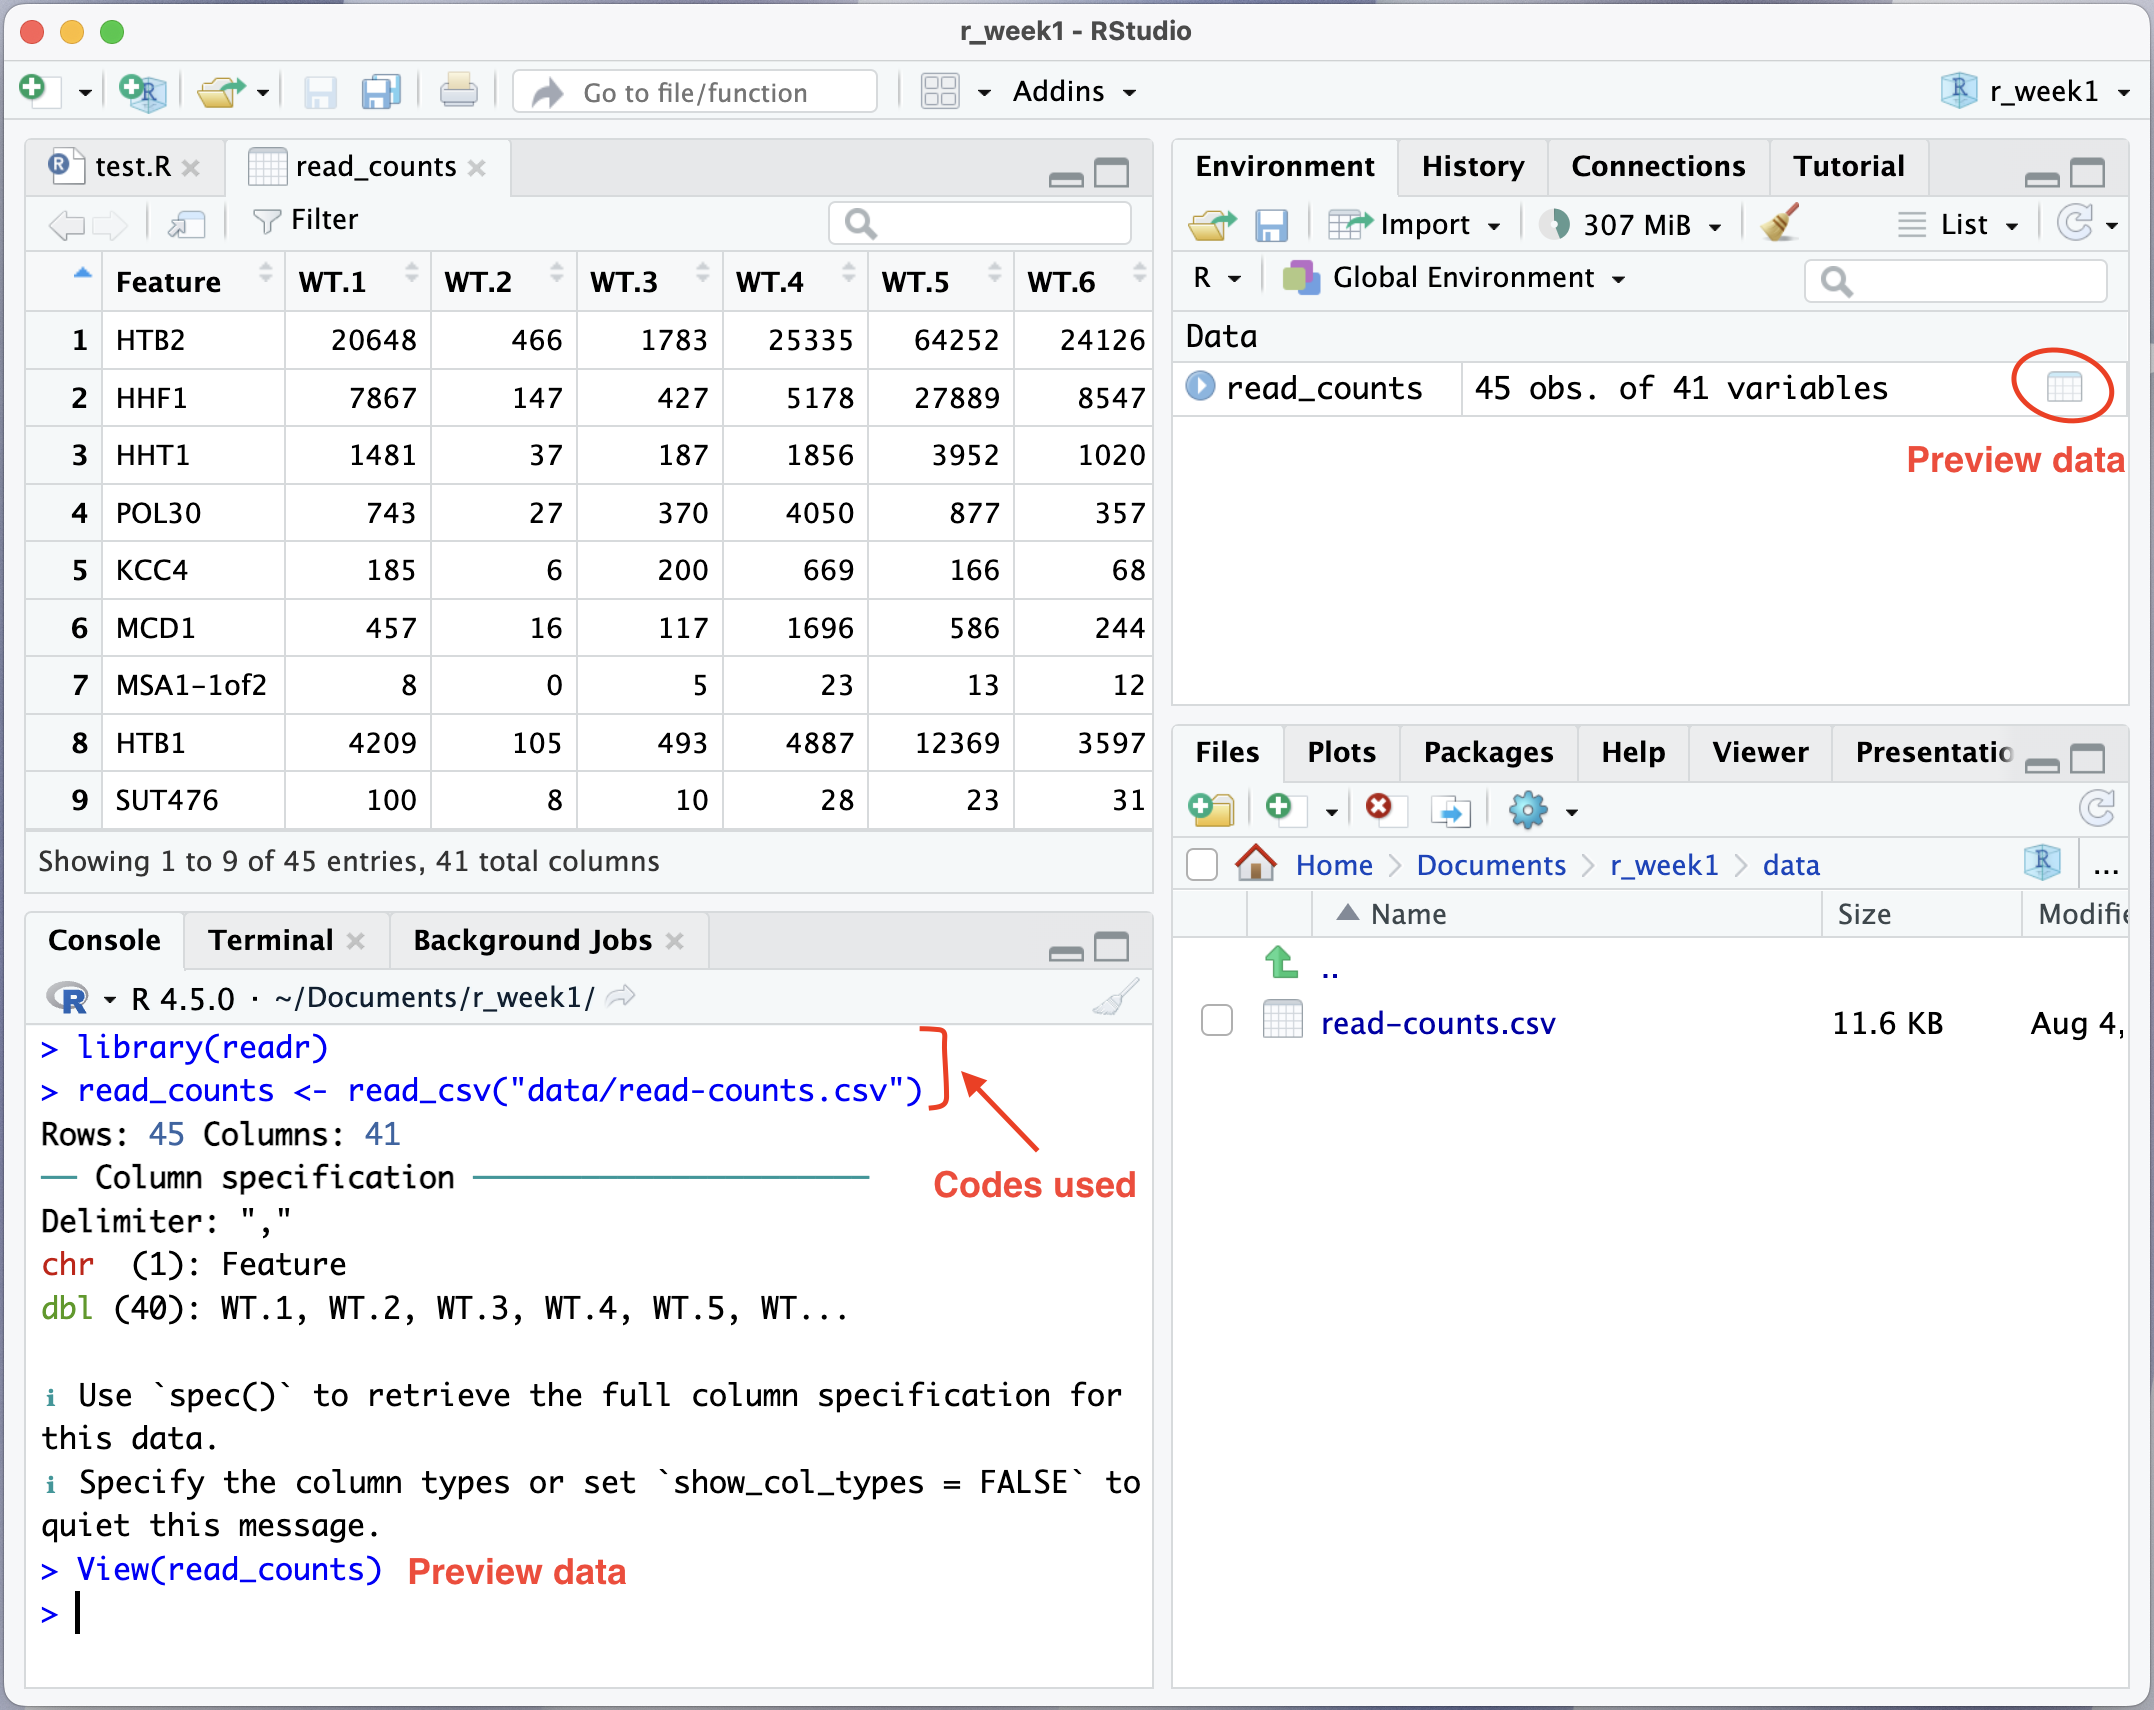 r_week1 - RStudio
Go to file/function
Addins
r_week1
test.R
read_counts
Filter
Feature WT.1 WT.2 WT.3 WT.4 WT.5 WT.6
1 HTB2 20648 466 1783 25335 64252 24126
2 HHF1 7867 147 427 5178 27889 8547
3 HHT1 1481 37 187 1856 3952 1020
4 POL30 743 27 370 4050 877 357
5 KCC4 185 6 200 669 166 68
6 MCD1 457 16 117 1696 586 244
7 MSA1-1of2 8 0 5 23 13 12
8 HTB1 4209 105 493 4887 12369 3597
9 SUT476 100 8 10 28 23 31
Showing 1 to 9 of 45 entries, 41 total columns
Console Terminal Background Jobs
R 4.5.0 · ~/Documents/r_week1/
> library(readr)
> read_counts <- read_csv("data/read-counts.csv")
Rows: 45 Columns: 41
── Column specification ──────────────────────
Delimiter: ","
chr  (1): Feature
dbl (40): WT.1, WT.2, WT.3, WT.4, WT.5, WT...
Codes used
ℹ Use `spec()` to retrieve the full column specification for
this data.
ℹ Specify the column types or set `show_col_types = FALSE` to
quiet this message.
> View(read_counts)
Preview data
>
Environment History Connections Tutorial
Import 307 MiB List
R Global Environment
Data
read_counts 45 obs. of 41 variables
Preview data
Files Plots Packages Help Viewer Presentatio
Home Documents r_week1 data ...
Name Size Modifie
..
read-counts.csv 11.6 KB Aug 4,